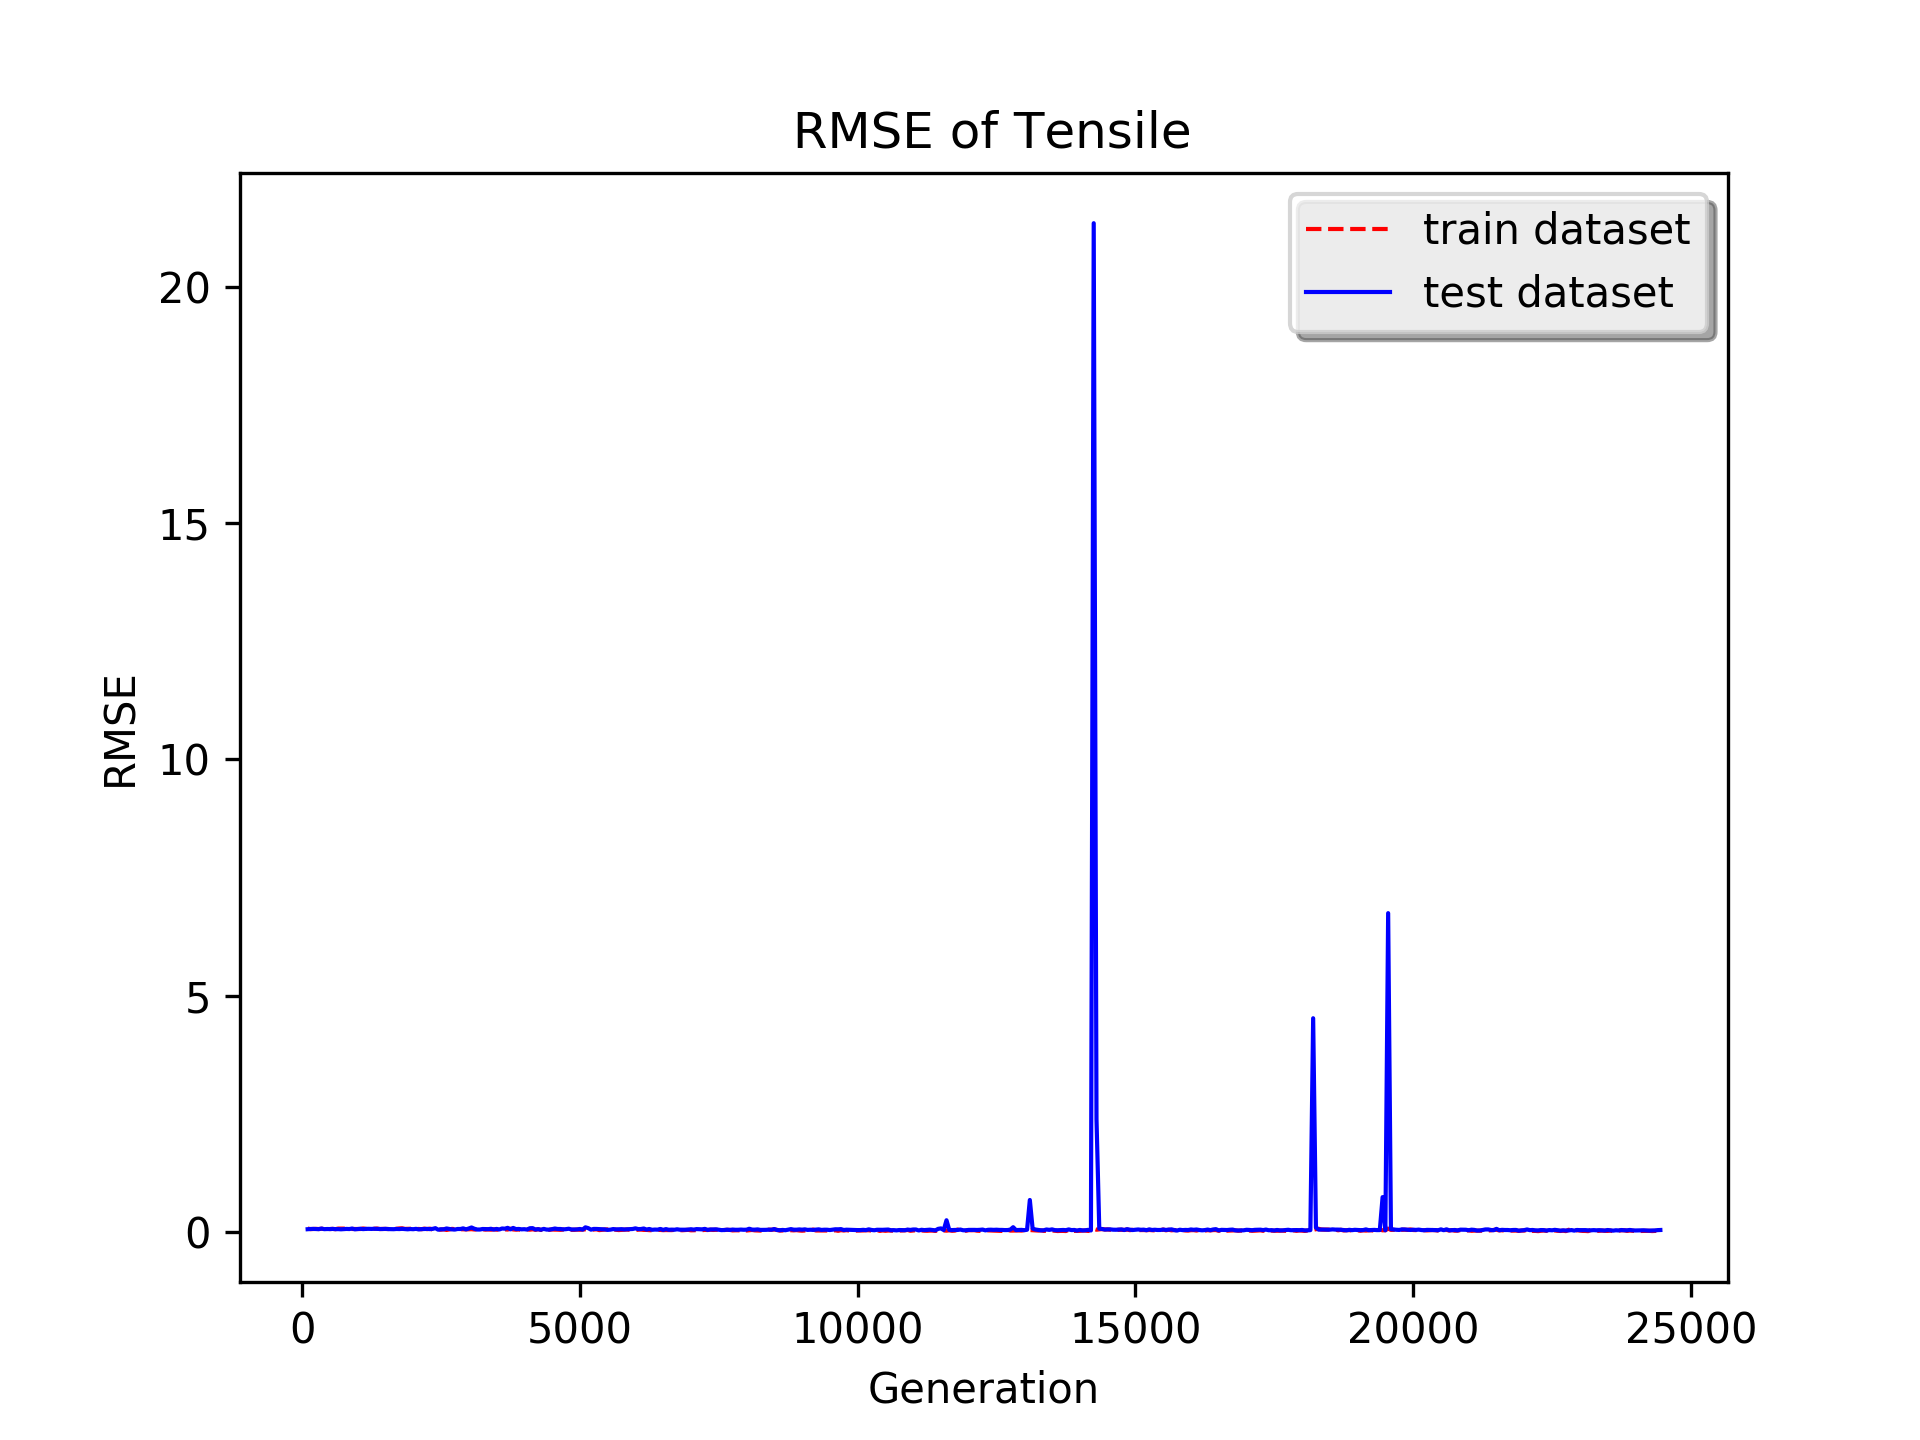 RMSE of Tensile
train dataset
test dataset
20
15
10
5
0
RMSE
0 5000 10000 15000 20000 25000
Generation